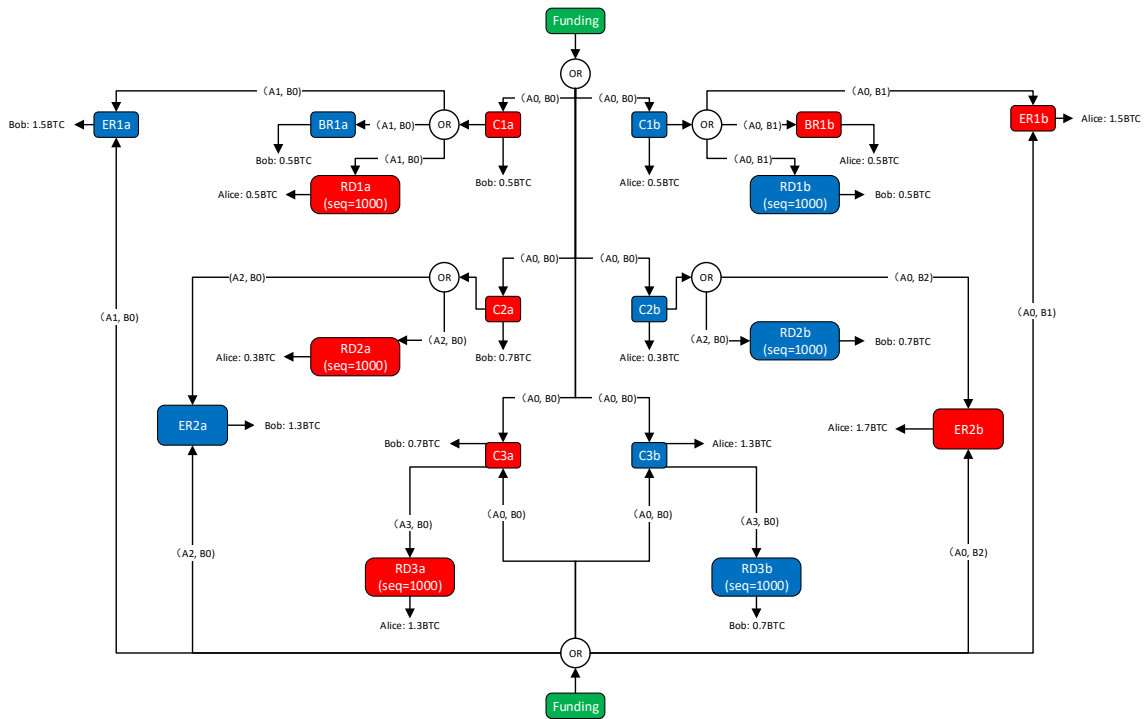 Funding
OR
(A1, B0)
(A0, B0)
(A0, B0)
(A0, B1)
Bob: 1.5BTC
ER1a
BR1a
(A1, B0)
OR
C1a
C1b
OR
(A0, B1)
BR1b
ER1b
Alice: 1.5BTC
Bob: 0.5BTC
(A1, B0)
Bob: 0.5BTC
Alice: 0.5BTC
(A0, B1)
Alice: 0.5BTC
Alice: 0.5BTC
RD1a
(seq=1000)
RD1b
(seq=1000)
Bob: 0.5BTC
(A0, B0)
(A0, B0)
(A2, B0)
OR
OR
(A0, B2)
(A1, B0)
C2a
C2b
(A0, B1)
Alice: 0.3BTC
RD2a
(seq=1000)
(A2, B0)
Bob: 0.7BTC
Alice: 0.3BTC
(A2, B0)
RD2b
(seq=1000)
Bob: 0.7BTC
(A0, B0)
(A0, B0)
ER2a
Bob: 1.3BTC
Alice: 1.7BTC
ER2b
Bob: 0.7BTC
C3a
C3b
Alice: 1.3BTC
(A3, B0)
(A0, B0)
(A0, B0)
(A3, B0)
(A2, B0)
(A0, B2)
RD3a
(seq=1000)
RD3b
(seq=1000)
Alice: 1.3BTC
Bob: 0.7BTC
OR
Funding